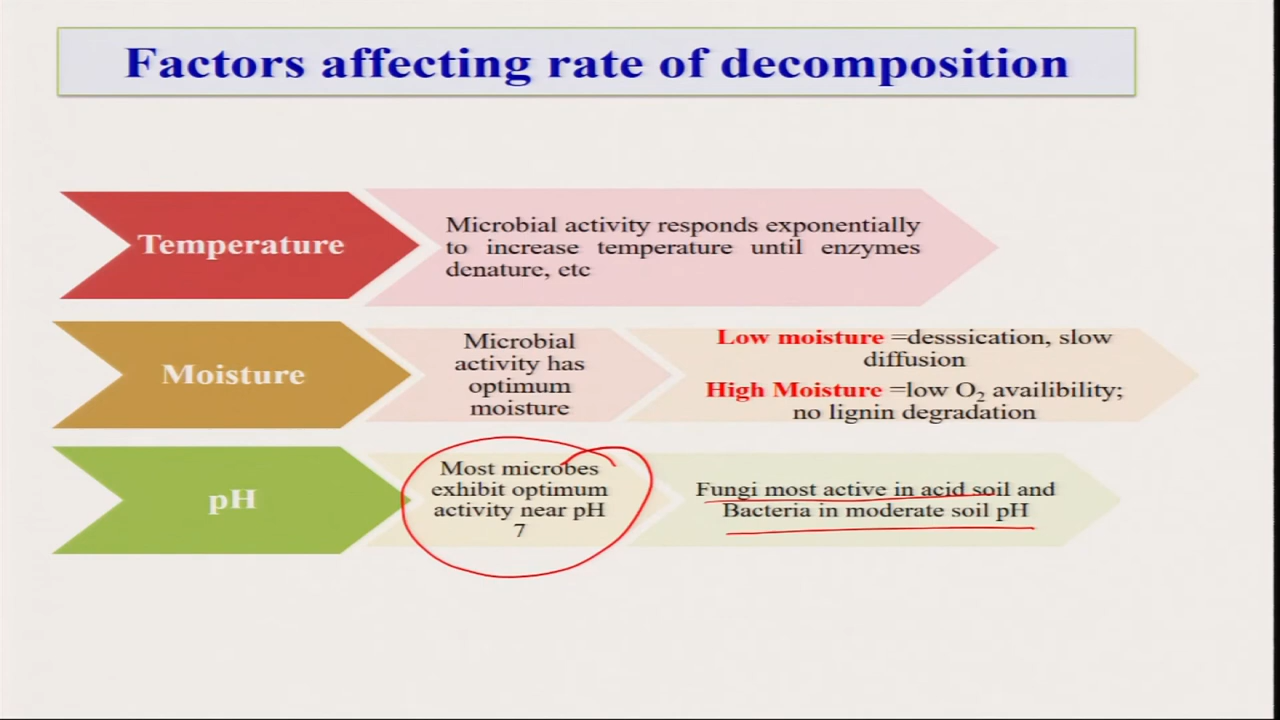 Factors affecting rate of decomposition
Temperature
Microbial activity responds exponentially
to increase temperature until enzymes
denature, etc
Moisture
Microbial
activity has
optimum
moisture
Low moisture =desssication, slow
diffusion
High Moisture =low O₂ availibility;
no lignin degradation
pH
Most microbes
exhibit optimum
activity near pH
7
Fungi most active in acid soil and
Bacteria in moderate soil pH